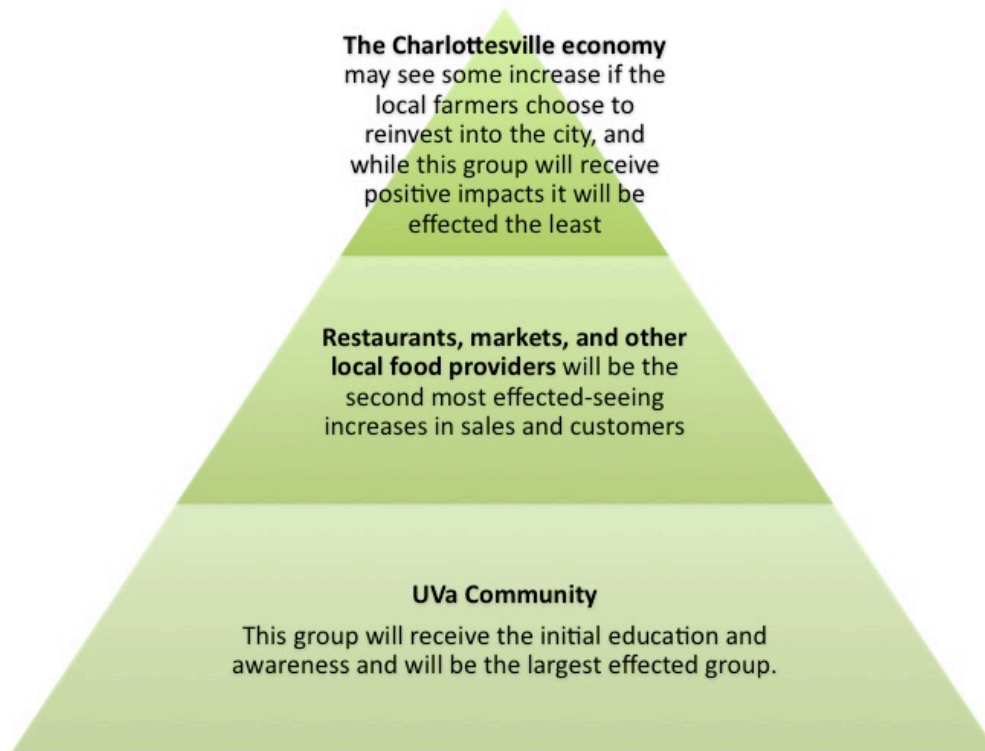 The Charlottesville economy
may see some increase if the
local farmers choose to
reinvest into the city, and
while this group will receive
positive impacts it will be
effected the least
Restaurants, markets, and other
local food providers will be the
second most effected-seeing
increases in sales and customers
UVa Community
This group will receive the initial education and
awareness and will be the largest effected group.